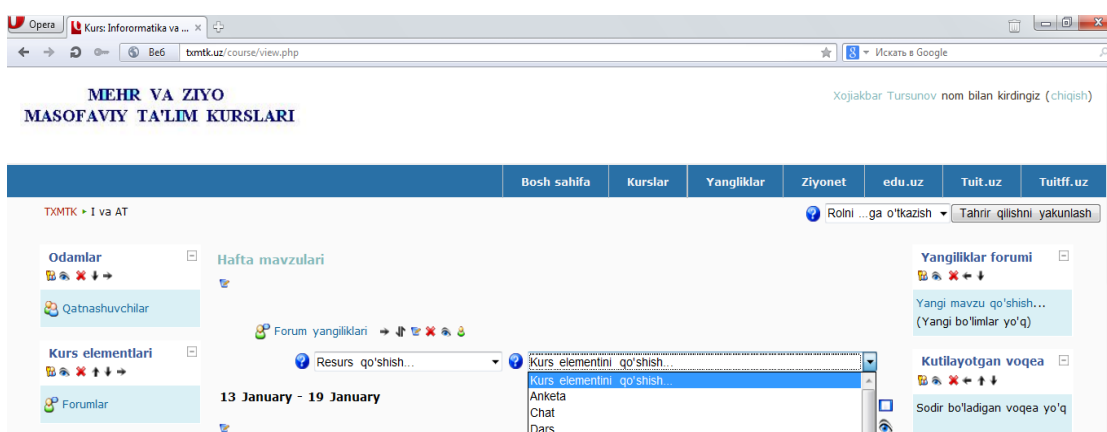 Opera
Kurs: Inforormatika va ...
Веб
txmtk.uz/course/view.php
Искать в Google
MEHR VA ZIYO
MASOFAVIY TA'LIM KURSLARI
Xojiakbar Tursunov nom bilan kirdingiz (chiqish)
Bosh sahifa Kurslar Yangliklar Ziyonet edu.uz Tuit.uz Tuitff.uz
TXMTK ► I va AT
Rolni ...ga o'tkazish
Tahrir qilishni yakunlash
Odamlar
Qatnashuvchilar
Kurs elementlari
Forumlar
Hafta mavzulari
Forum yangiliklari
Resurs qo'shish...
Kurs elementini qo'shish...
Kurs elementini qo'shish...
Anketa
Chat
Dars
13 January - 19 January
Yangiliklar forumi
Yangi mavzu qo'shish...
(Yangi bo'limlar yo'q)
Kutilayotgan voqea
Sodir bo'ladigan voqea yo'q